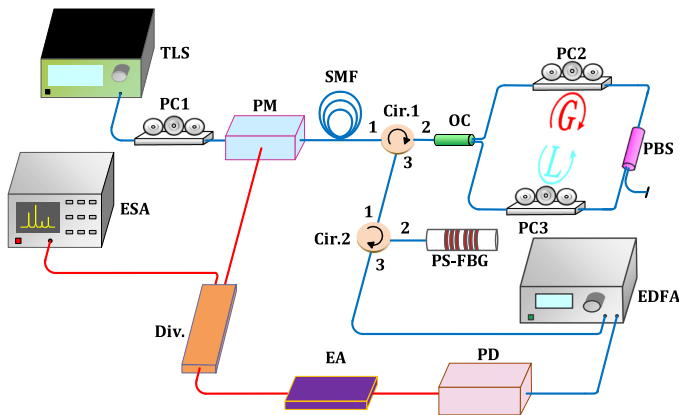 TLS
PC1
PM
SMF
Cir.1
1
2
3
OC
PC2
G
L
PBS
PC3
ESA
1
Cir.2
2
3
PS-FBG
EDFA
Div.
EA
PD